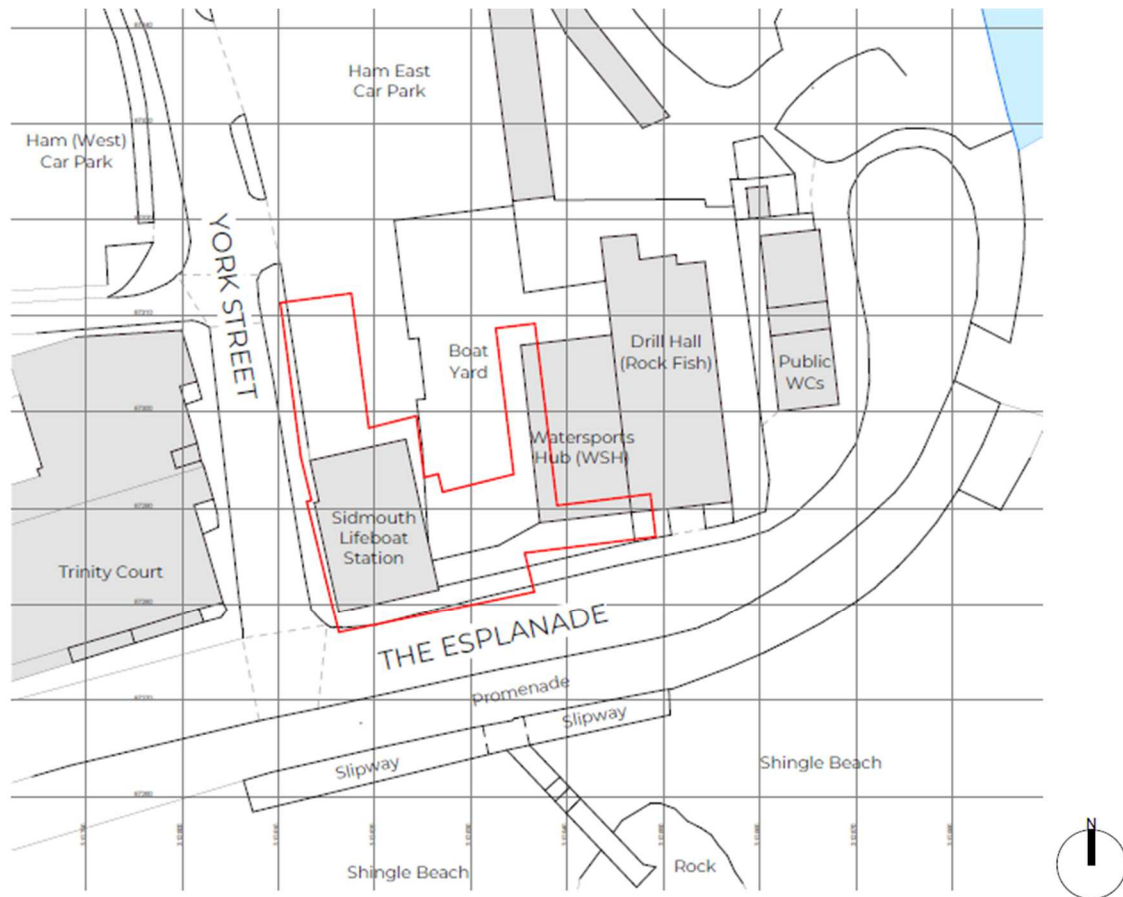 Ham East
Car Park
Ham (West)
Car Park
YORK STREET
Boat
Yard
Drill Hall
(Rock Fish)
Public
WCs
Watersports
Hub (WSH)
Sidmouth
Lifeboat
Station
Trinity Court
THE ESPLANADE
Promenade
Slipway
Slipway
Shingle Beach
Shingle Beach
Rock
N